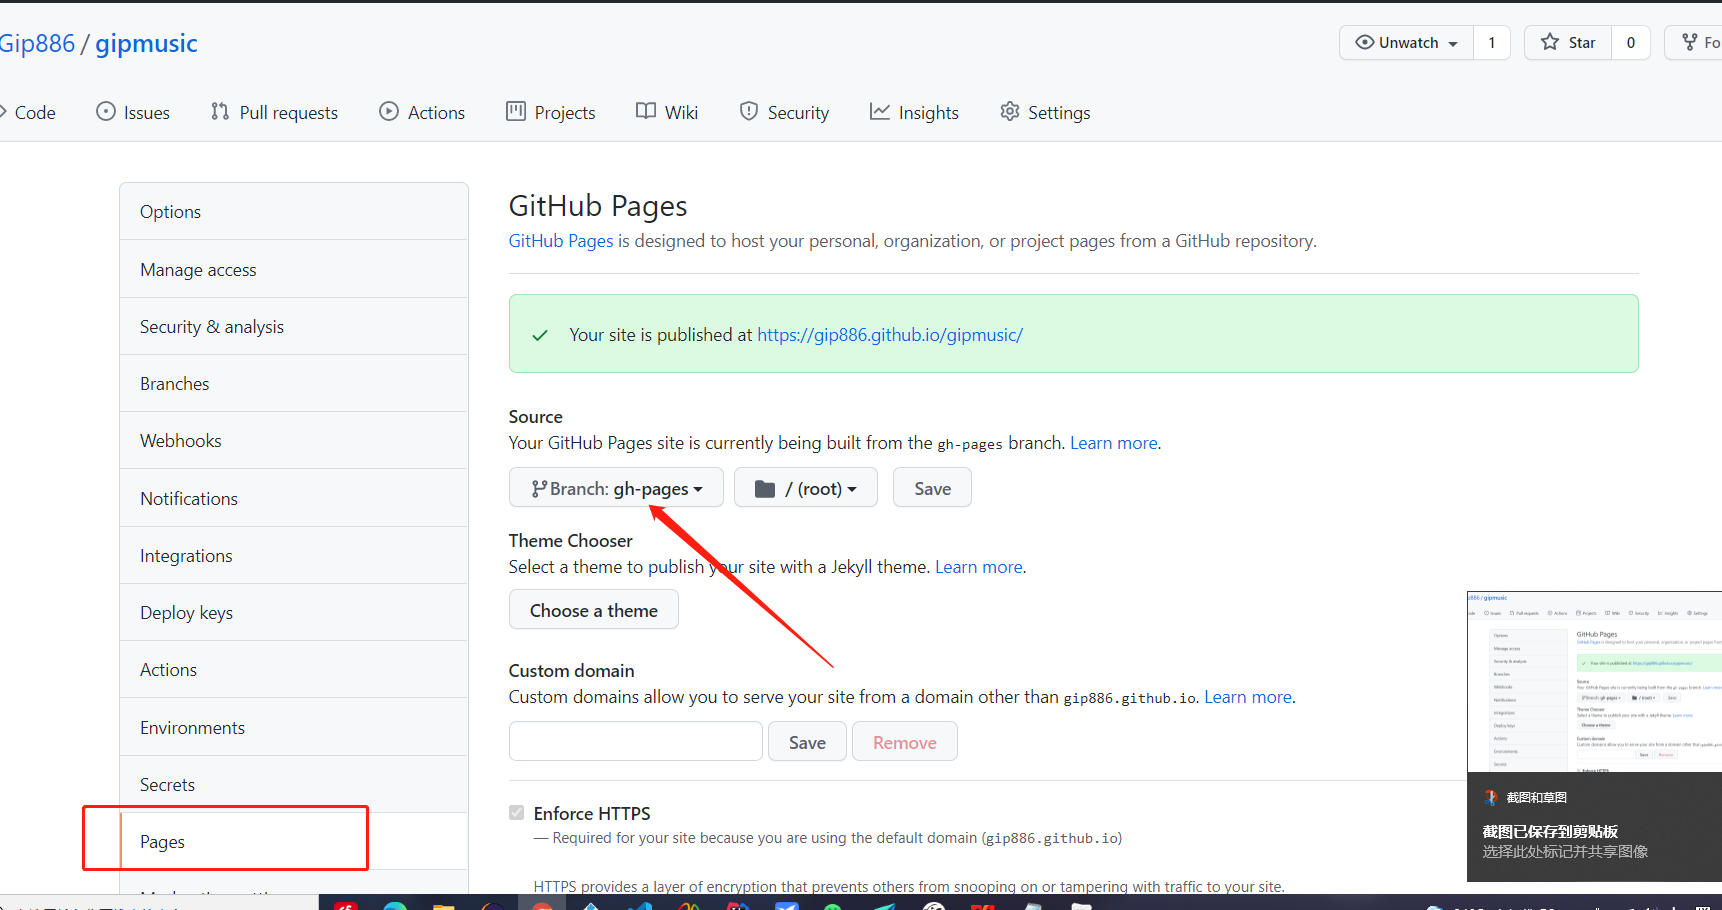 Gip886 / gipmusic
Unwatch 1 Star 0 Fo
Code Issues Pull requests Actions Projects Wiki Security Insights Settings
Options
Manage access
Security & analysis
Branches
Webhooks
Notifications
Integrations
Deploy keys
Actions
Environments
Secrets
Pages
GitHub Pages
GitHub Pages is designed to host your personal, organization, or project pages from a GitHub repository.
Your site is published at https://gip886.github.io/gipmusic/
Source
Your GitHub Pages site is currently being built from the gh-pages branch. Learn more.
Branch: gh-pages / (root) Save
Theme Chooser
Select a theme to publish your site with a Jekyll theme. Learn more.
Choose a theme
Custom domain
Custom domains allow you to serve your site from a domain other than gip886.github.io. Learn more.
Save Remove
Enforce HTTPS
— Required for your site because you are using the default domain (gip886.github.io)
HTTPS provides a layer of encryption that prevents others from snooping on or tampering with traffic to your site.
截图和草图
截图已保存到剪贴板
选择此处标记并共享图像